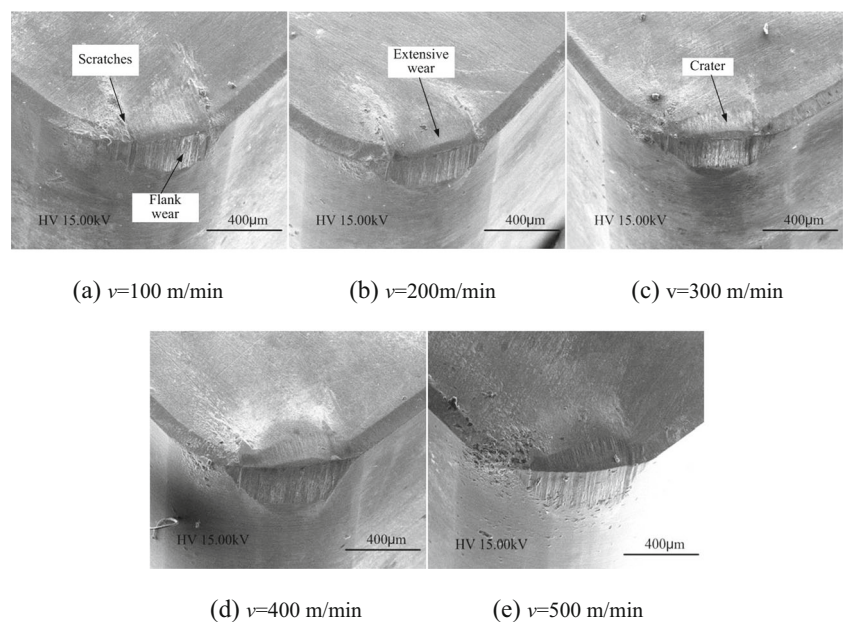 Scratches
Flank
wear
HV 15.00kV
400μm
Extensive
wear
HV 15.00kV
400μm
Crater
HV 15.00kV
400μm
(a) v=100 m/min
(b) v=200m/min
(c) v=300 m/min
HV 15.00kV
400μm
HV 15.00kV
400μm
(d) v=400 m/min
(e) v=500 m/min